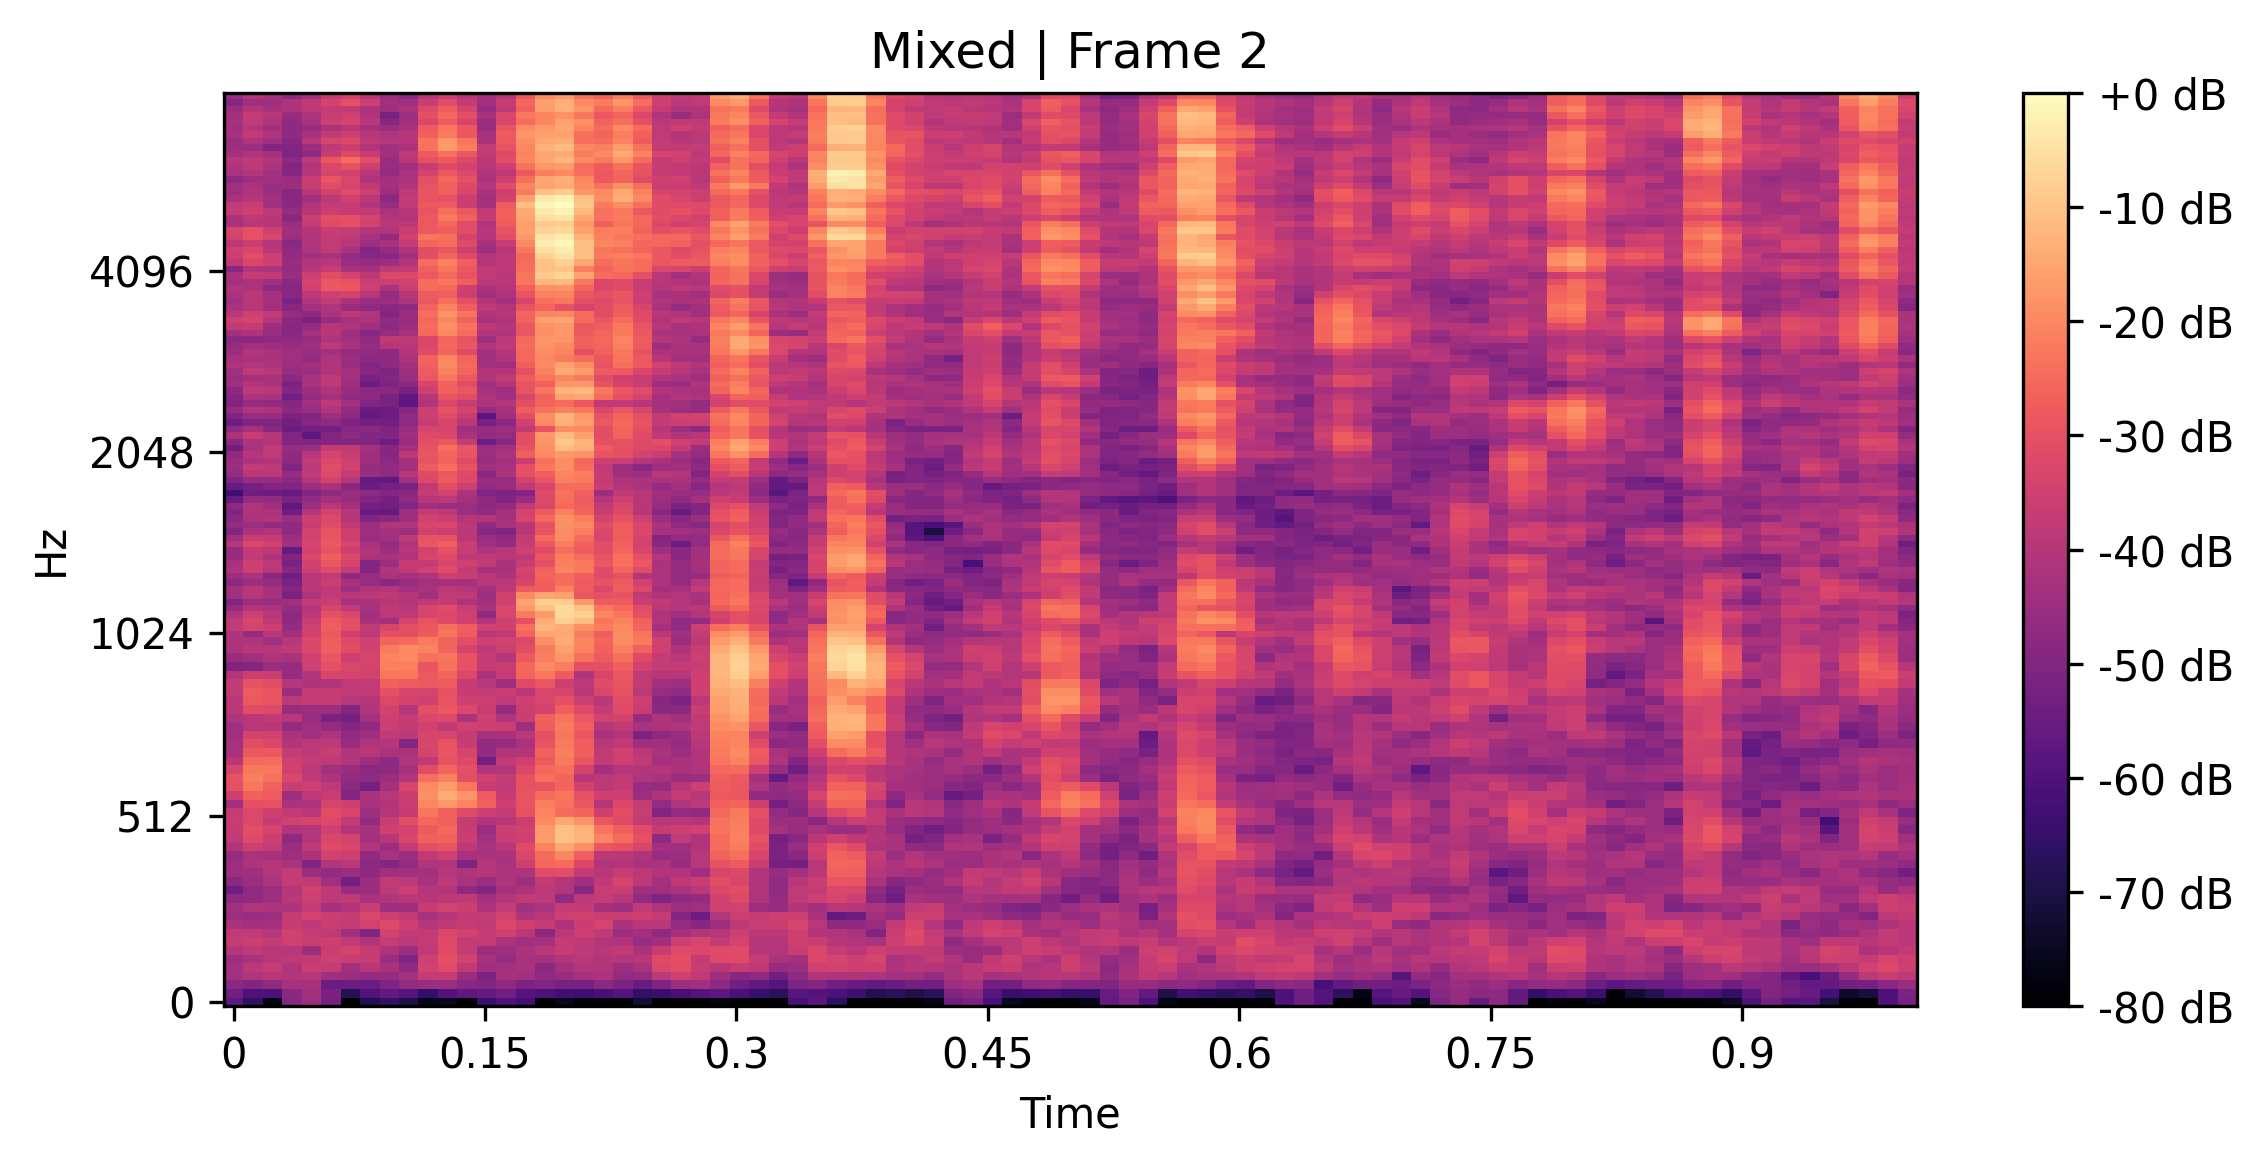 Mixed | Frame 2
Hz
4096
2048
1024
512
0
0 0.15 0.3 0.45 0.6 0.75 0.9
Time
+0 dB
-10 dB
-20 dB
-30 dB
-40 dB
-50 dB
-60 dB
-70 dB
-80 dB